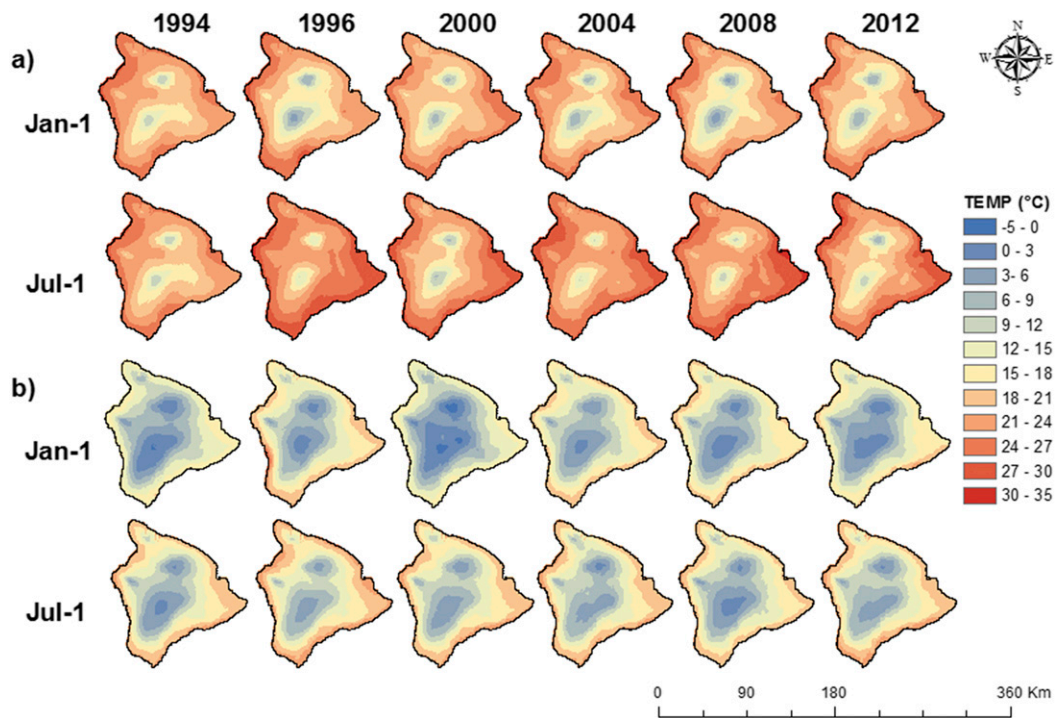 1994 1996 2000 2004 2008 2012
N
W E
S
a)
Jan-1
Jul-1
TEMP (°C)
-5 - 0
0 - 3
3 - 6
6 - 9
9 - 12
12 - 15
15 - 18
18 - 21
21 - 24
24 - 27
27 - 30
30 - 35
b)
Jan-1
Jul-1
0 90 180 360 Km